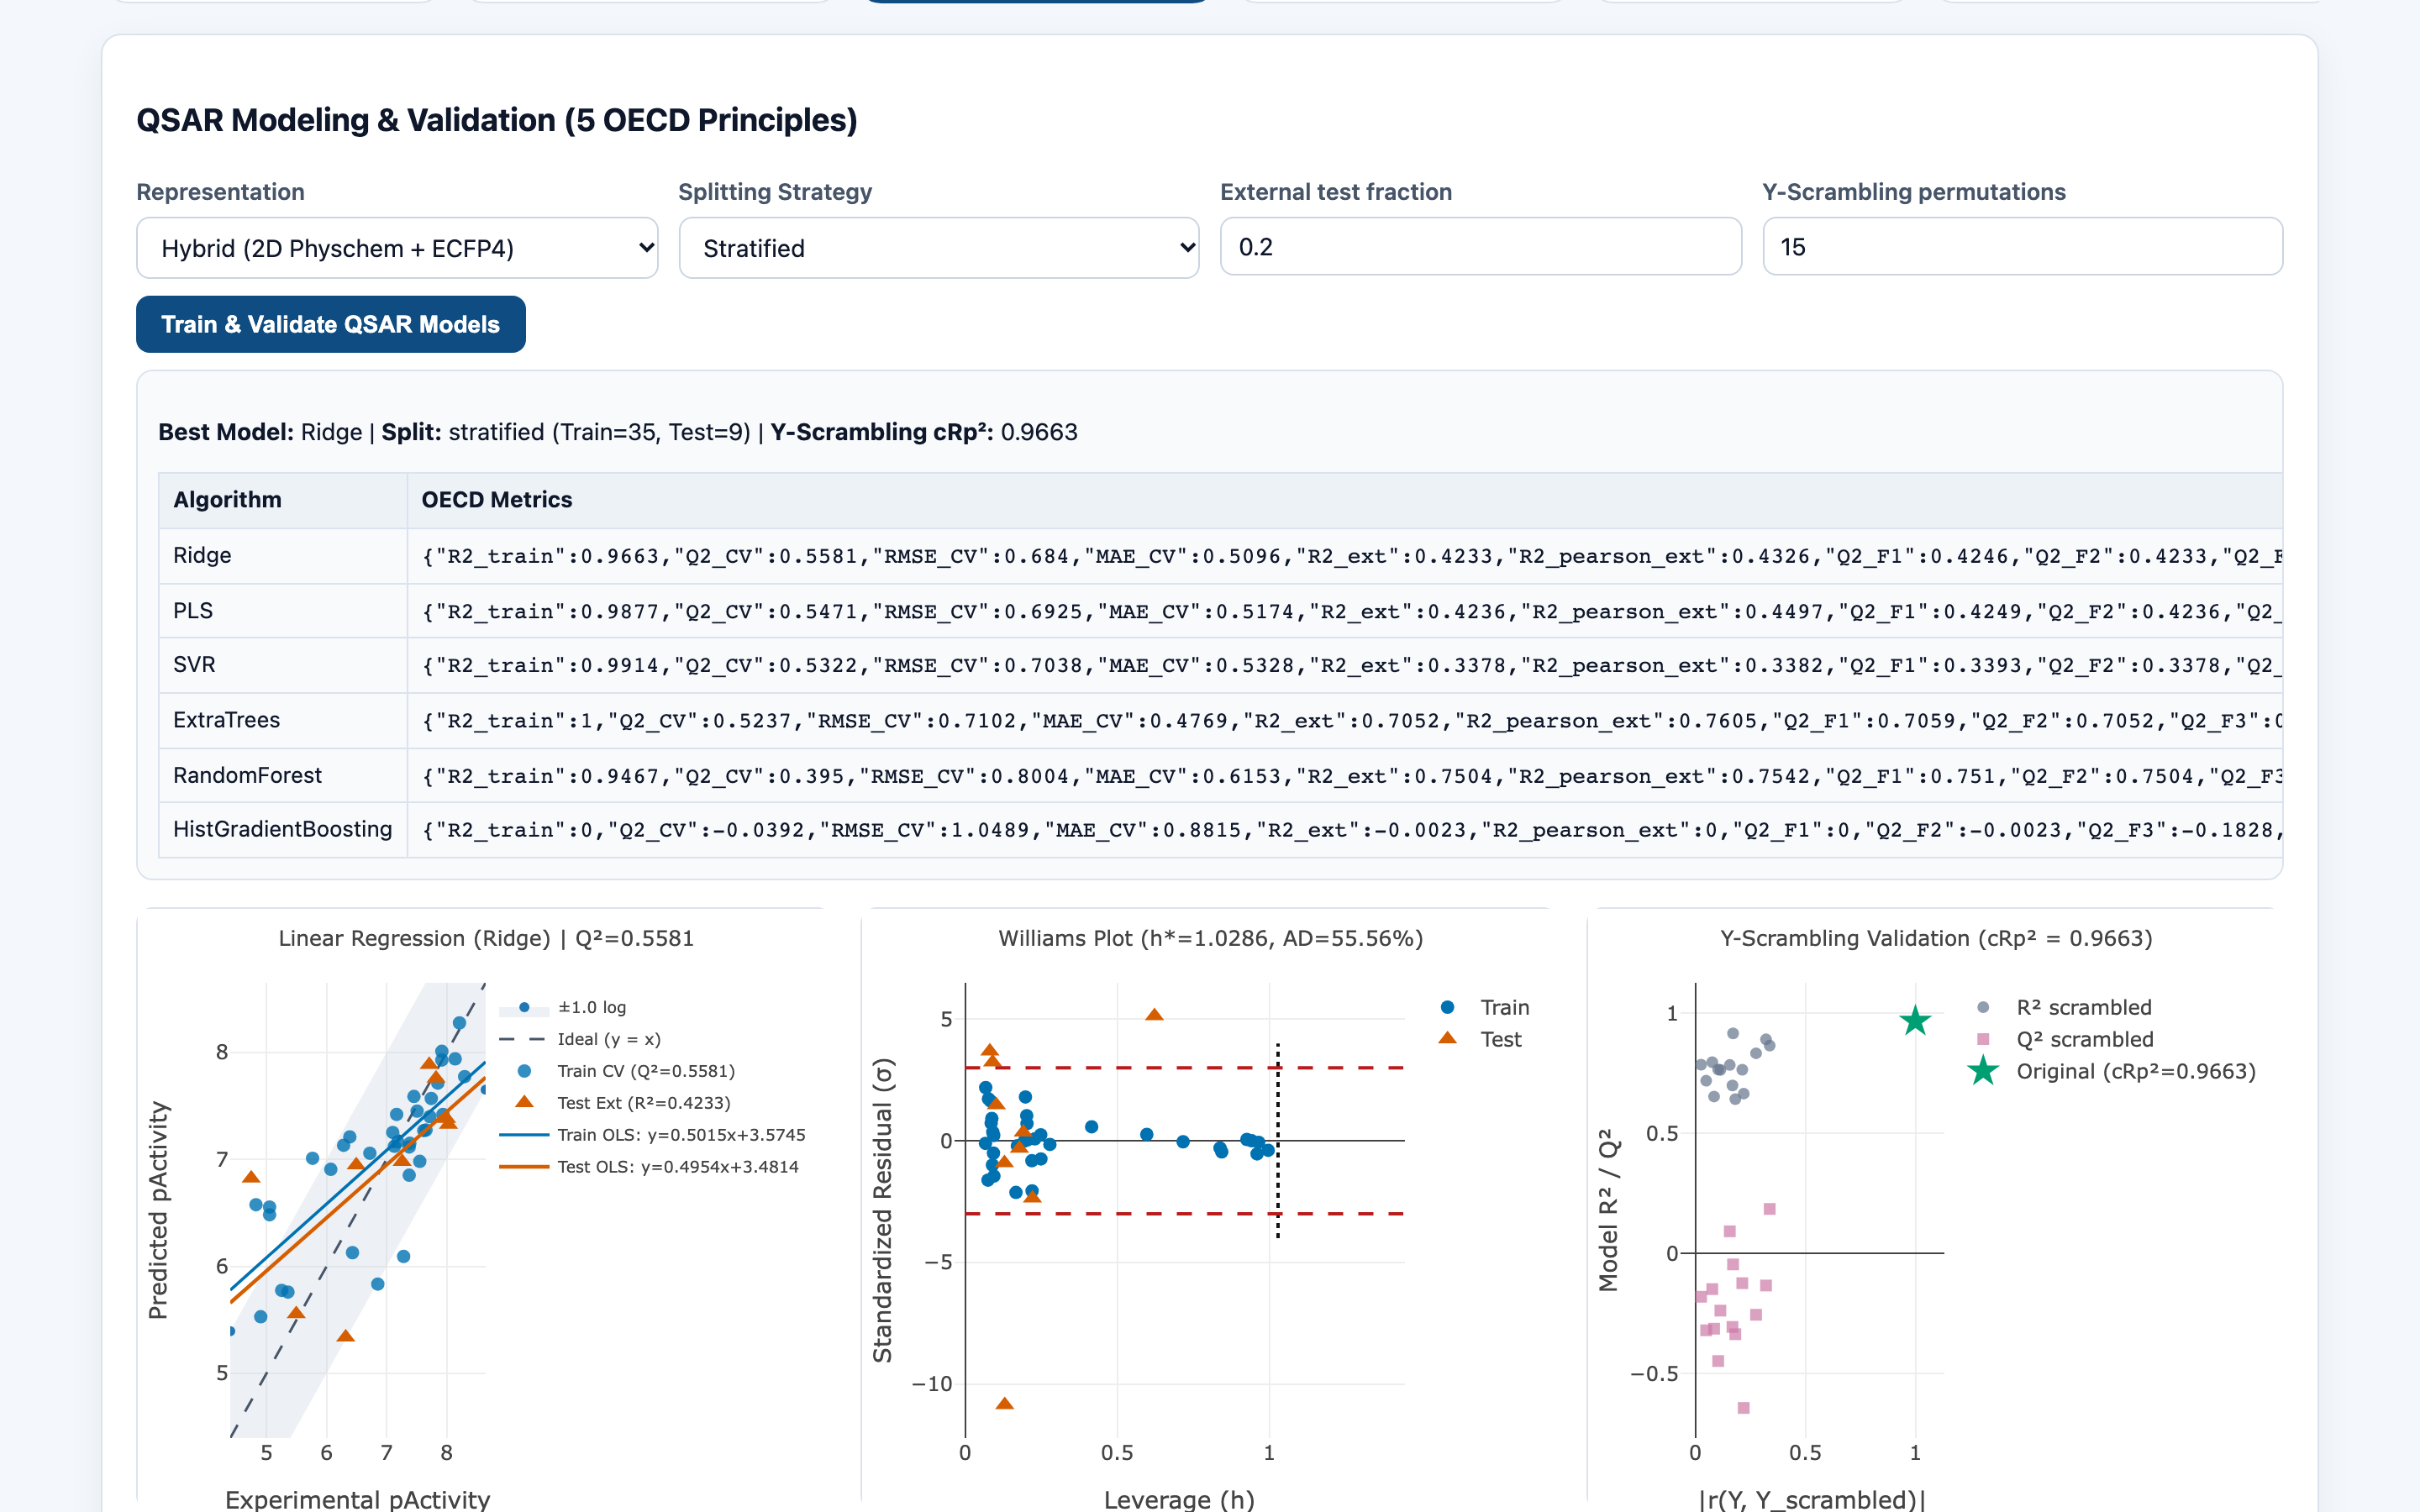 QSAR Modeling & Validation (5 OECD Principles)
Representation
Splitting Strategy
External test fraction
Y-Scrambling permutations
Hybrid (2D Physchem + ECFP4)
Stratified
0.2
15
Train & Validate QSAR Models
Best Model: Ridge | Split: stratified (Train=35, Test=9) | Y-Scrambling cRp²: 0.9663
Algorithm OECD Metrics
Ridge {"R2_train":0.9663,"Q2_CV":0.5581,"RMSE_CV":0.684,"MAE_CV":0.5096,"R2_ext":0.4233,"R2_pearson_ext":0.4326,"Q2_F1":0.4246,"Q2_F2":0.4233,"Q2_F
PLS {"R2_train":0.9877,"Q2_CV":0.5471,"RMSE_CV":0.6925,"MAE_CV":0.5174,"R2_ext":0.4236,"R2_pearson_ext":0.4497,"Q2_F1":0.4249,"Q2_F2":0.4236,"Q2_
SVR {"R2_train":0.9914,"Q2_CV":0.5322,"RMSE_CV":0.7038,"MAE_CV":0.5328,"R2_ext":0.3378,"R2_pearson_ext":0.3382,"Q2_F1":0.3393,"Q2_F2":0.3378,"Q2_
ExtraTrees {"R2_train":1,"Q2_CV":0.5237,"RMSE_CV":0.7102,"MAE_CV":0.4769,"R2_ext":0.7052,"R2_pearson_ext":0.7605,"Q2_F1":0.7059,"Q2_F2":0.7052,"Q2_F3":0
RandomForest {"R2_train":0.9467,"Q2_CV":0.395,"RMSE_CV":0.8004,"MAE_CV":0.6153,"R2_ext":0.7504,"R2_pearson_ext":0.7542,"Q2_F1":0.751,"Q2_F2":0.7504,"Q2_F3
HistGradientBoosting {"R2_train":0,"Q2_CV":-0.0392,"RMSE_CV":1.0489,"MAE_CV":0.8815,"R2_ext":-0.0023,"R2_pearson_ext":0,"Q2_F1":0,"Q2_F2":-0.0023,"Q2_F3":-0.1828,
Linear Regression (Ridge) | Q²=0.5581
±1.0 log
Ideal (y = x)
Train CV (Q²=0.5581)
Test Ext (R²=0.4233)
Train OLS: y=0.5015x+3.5745
Test OLS: y=0.4954x+3.4814
8
7
6
5
Predicted pActivity
5 6 7 8
Experimental pActivity
Williams Plot (h*=1.0286, AD=55.56%)
Train
Test
5
0
−5
−10
Standardized Residual (σ)
0 0.5 1
Leverage (h)
Y-Scrambling Validation (cRp² = 0.9663)
R² scrambled
Q² scrambled
Original (cRp²=0.9663)
1
0.5
0
−0.5
Model R² / Q²
0 0.5 1
|r(Y, Y_scrambled)|